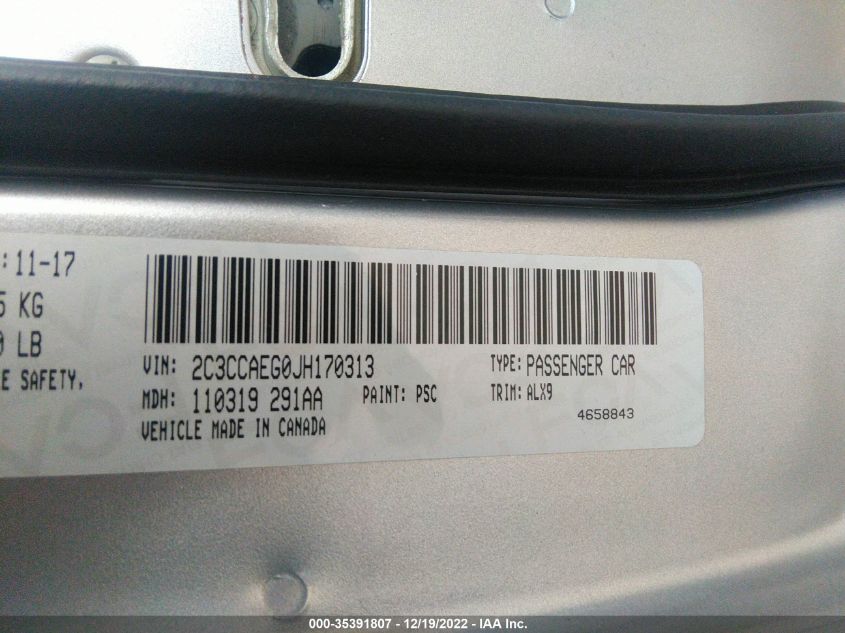 : 11-17
KG
LB
SAFETY,
VIN: 2C3CCAEG0JH170313 TYPE: PASSENGER CAR
MDH: 110319 291AA PAINT: PSC TRIM: ALX9
4658843
VEHICLE MADE IN CANADA
000-35391807 - 12/19/2022 - IAA Inc.